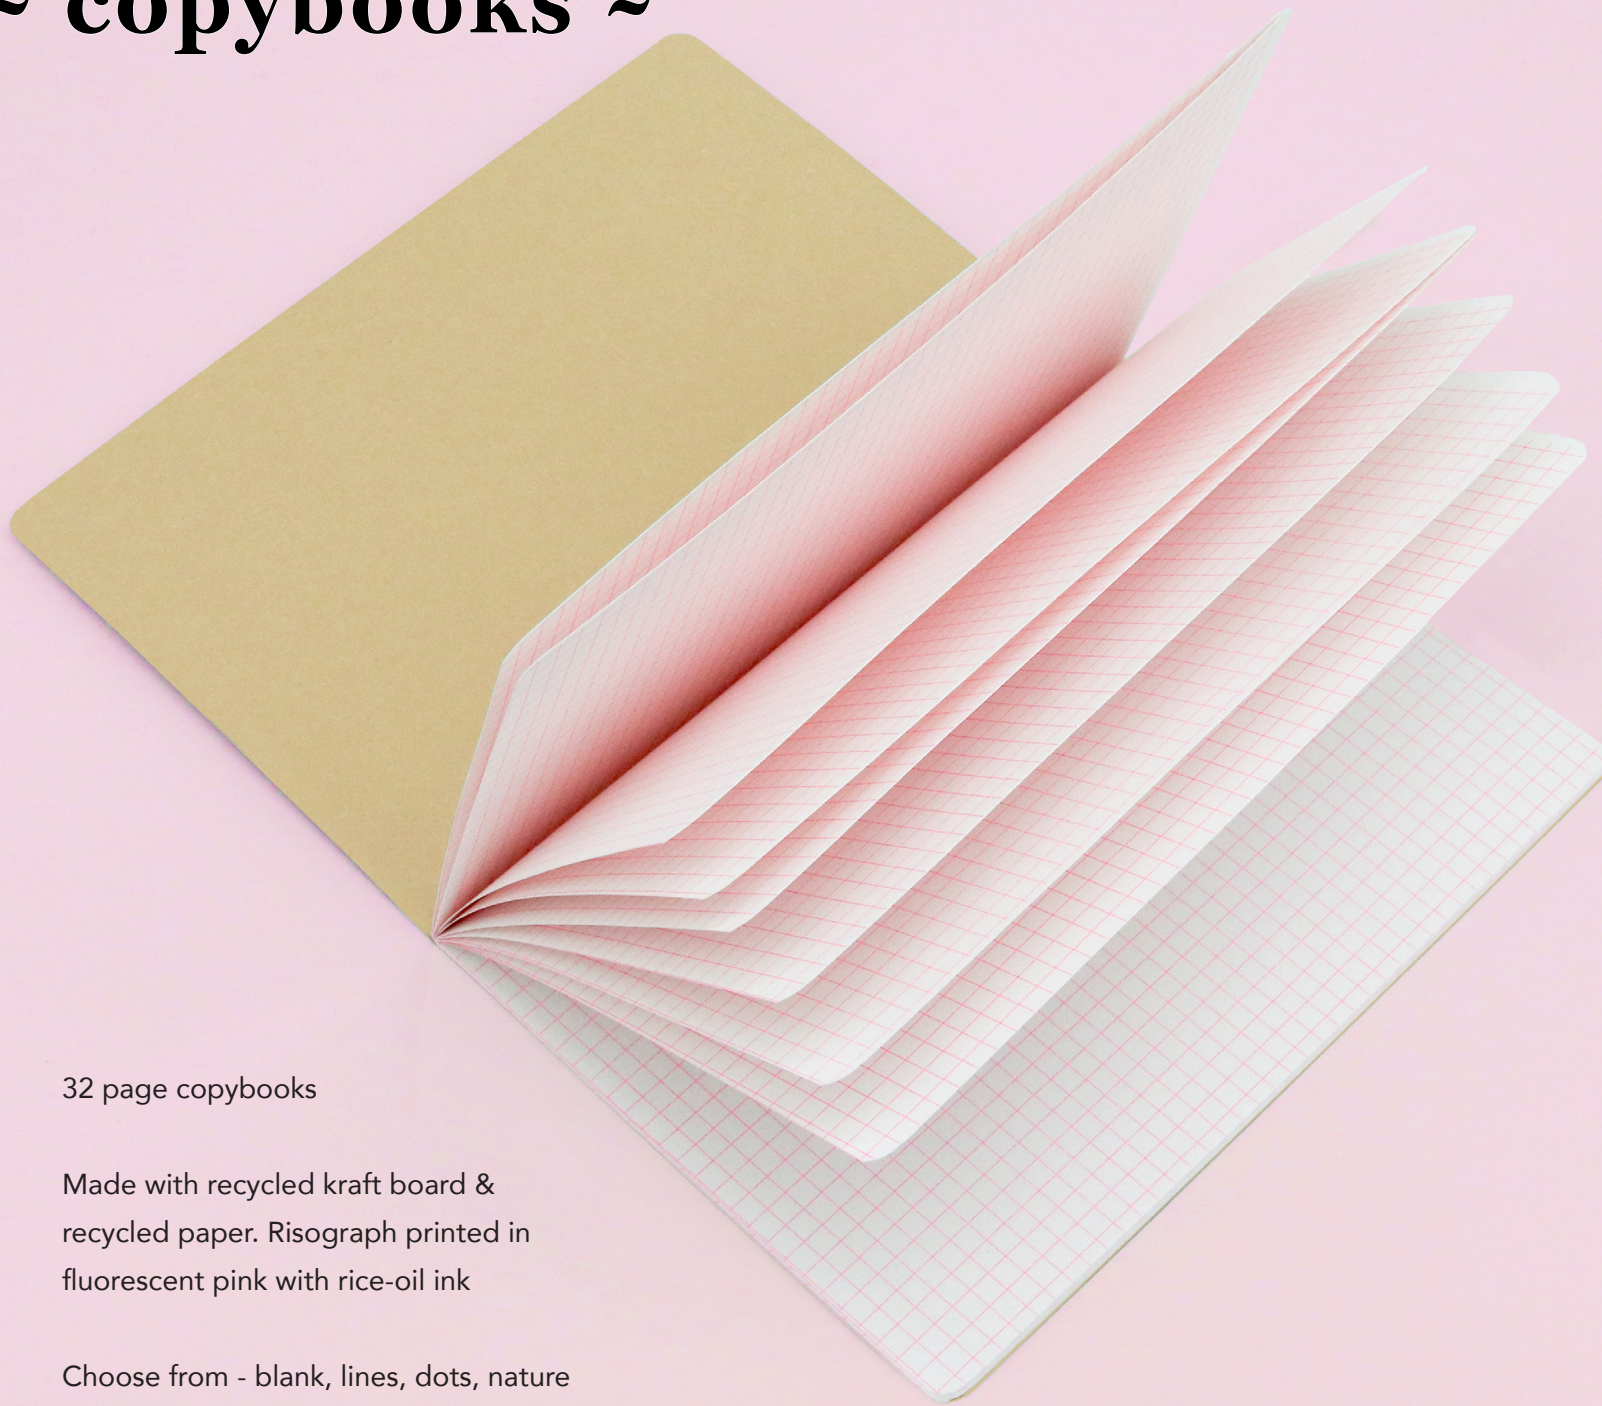 ~ copybooks ~
32 page copybooks
Made with recycled kraft board &
recycled paper. Risograph printed in
fluorescent pink with rice-oil ink
Choose from - blank, lines, dots, nature